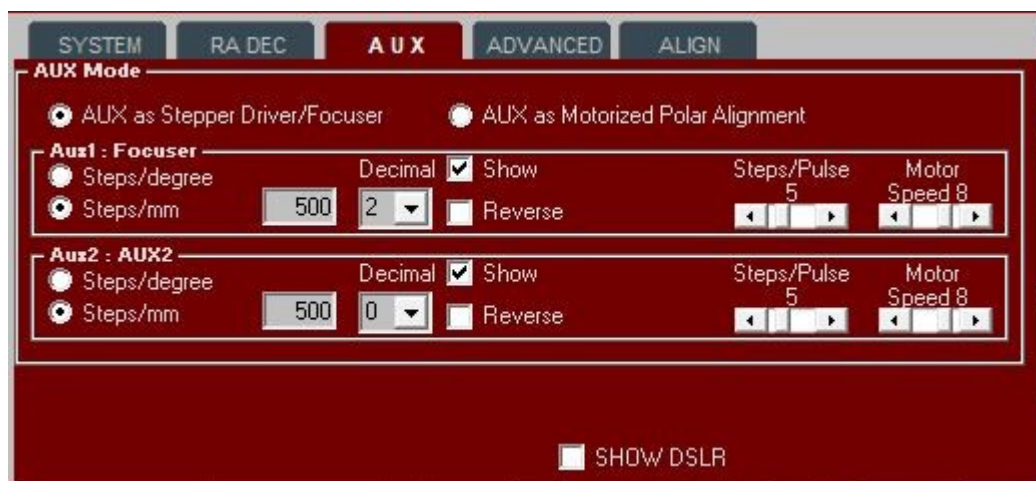 SYSTEM RA DEC A U X ADVANCED ALIGN
AUX Mode
AUX as Stepper Driver/Focuser AUX as Motorized Polar Alignment
Aux1 : Focuser
Steps/degree Decimal Show Steps/Pulse Motor
Steps/mm 500 2 Reverse 5 Speed 8
Aux2 : AUX2
Steps/degree Decimal Show Steps/Pulse Motor
Steps/mm 500 0 Reverse 5 Speed 8
SHOW DSLR